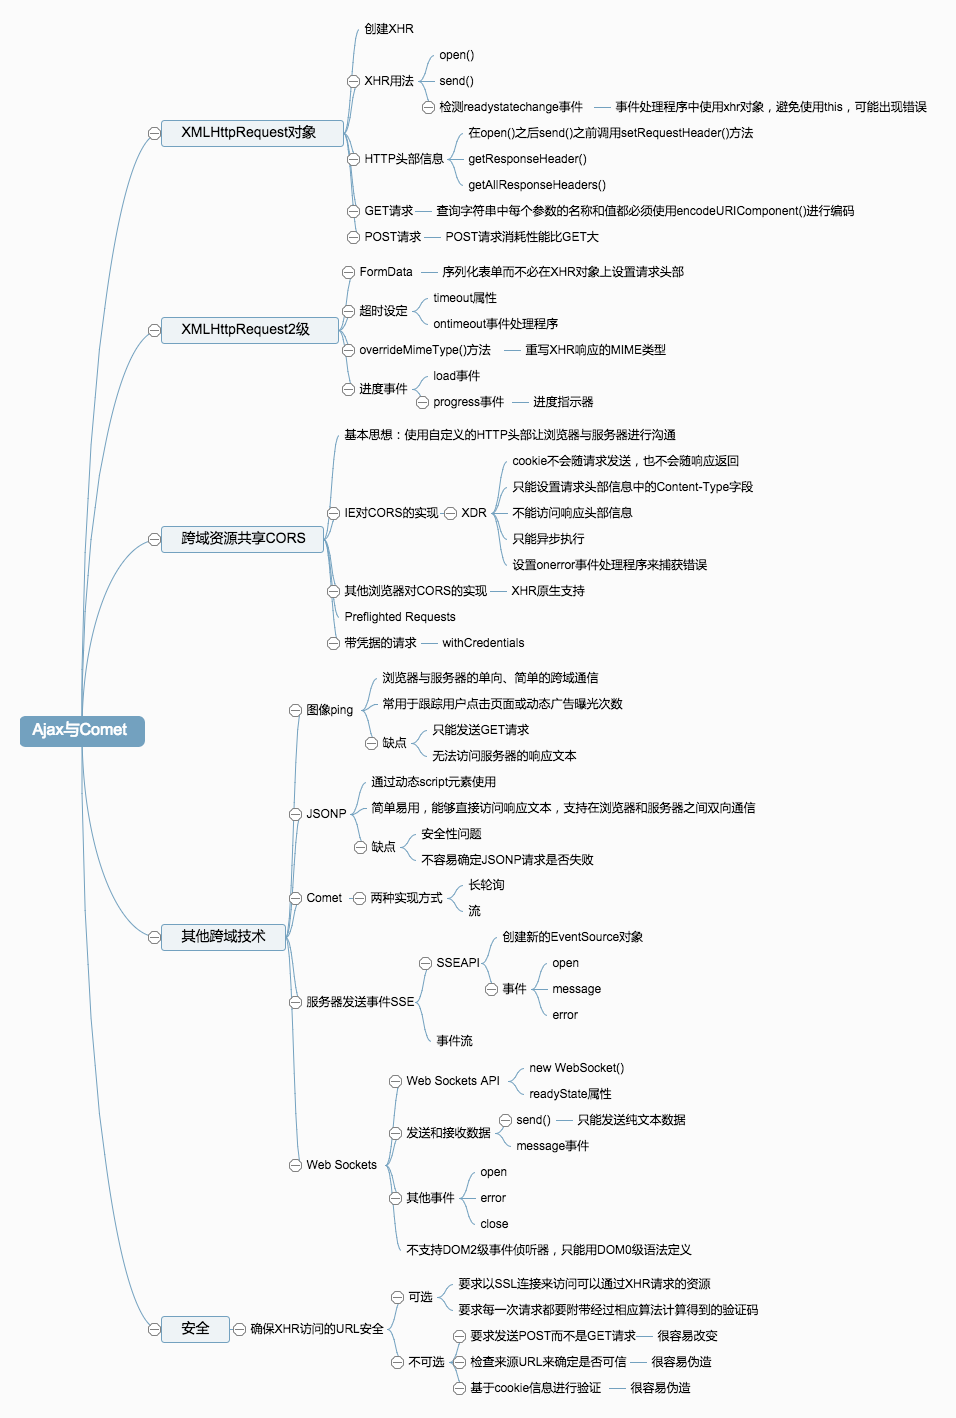 创建XHR
open()
XHR用法
send()
检测readystatechange事件
事件处理程序中使用xhr对象，避免使用this，可能出现错误
XMLHttpRequest对象
在open()之后send()之前调用setRequestHeader()方法
HTTP头部信息
getResponseHeader()
getAllResponseHeaders()
GET请求
查询字符串中每个参数的名称和值都必须使用encodeURIComponent()进行编码
POST请求
POST请求消耗性能比GET大
FormData
序列化表单而不必在XHR对象上设置请求头部
timeout属性
超时设定
ontimeout事件处理程序
XMLHttpRequest2级
overrideMimeType()方法
重写XHR响应的MIME类型
load事件
进度事件
progress事件
进度指示器
基本思想：使用自定义的HTTP头部让浏览器与服务器进行沟通
cookie不会随请求发送，也不会随响应返回
只能设置请求头部信息中的Content-Type字段
IE对CORS的实现
XDR
不能访问响应头部信息
跨域资源共享CORS
只能异步执行
设置onerror事件处理程序来捕获错误
其他浏览器对CORS的实现
XHR原生支持
Preflighted Requests
带凭据的请求
withCredentials
浏览器与服务器的单向、简单的跨域通信
图像ping
常用于跟踪用户点击页面或动态广告曝光次数
Ajax与Comet
只能发送GET请求
缺点
无法访问服务器的响应文本
通过动态script元素使用
JSONP
简单易用，能够直接访问响应文本，支持在浏览器和服务器之间双向通信
安全性问题
缺点
不容易确定JSONP请求是否失败
长轮询
Comet
两种实现方式
流
其他跨域技术
创建新的EventSource对象
SSEAPI
open
事件
message
服务器发送事件SSE
error
事件流
new WebSocket()
Web Sockets API
readyState属性
send()
只能发送纯文本数据
发送和接收数据
message事件
Web Sockets
open
其他事件
error
close
不支持DOM2级事件侦听器，只能用DOM0级语法定义
要求以SSL连接来访问可以通过XHR请求的资源
可选
要求每一次请求都要附带经过相应算法计算得到的验证码
安全
确保XHR访问的URL安全
要求发送POST而不是GET请求
很容易改变
不可选
检查来源URL来确定是否可信
很容易伪造
基于cookie信息进行验证
很容易伪造